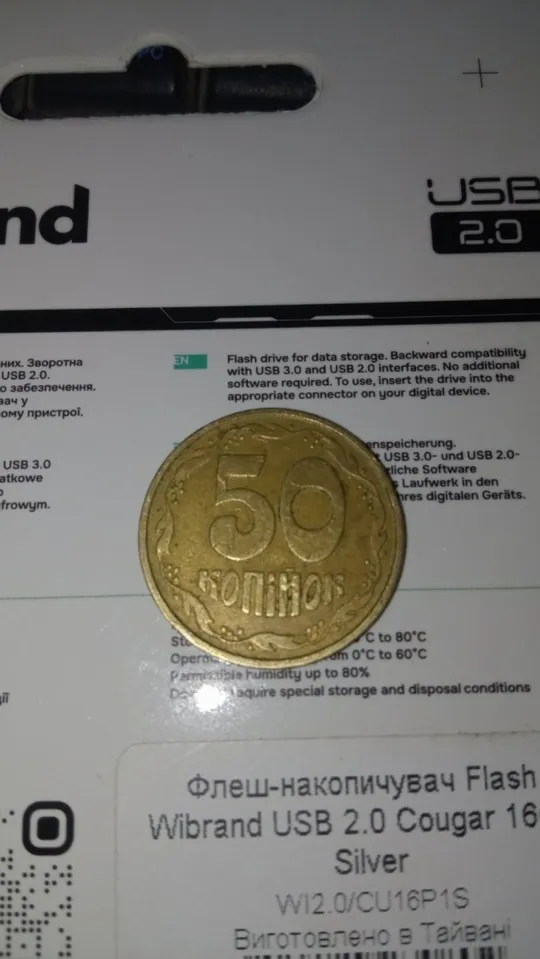 nd
USB
2.0
них. Зворотна
USB 2.0.
о забезпечення.
вач у
ому пристрої.
USB 3.0
аткове
о
фровим.
EN
Flash drive for data storage. Backward compatibility
with USB 3.0 and USB 2.0 interfaces. No additional
software required. To use, insert the drive into the
appropriate connector on your digital device.
enspeicherung.
USB 3.0- und USB 2.0-
zliche Software
s Laufwerk in den
hres digitalen Geräts.
50
КОПІЙОК
°C to 80°C
0°C to 60°C
Permissible humidity up to 80%
require special storage and disposal conditions
ії
Флеш-накопичувач Flash
Wibrand USB 2.0 Cougar 16
Silver
WI2.0/CU16P1S
Виготовлено в Тайвані